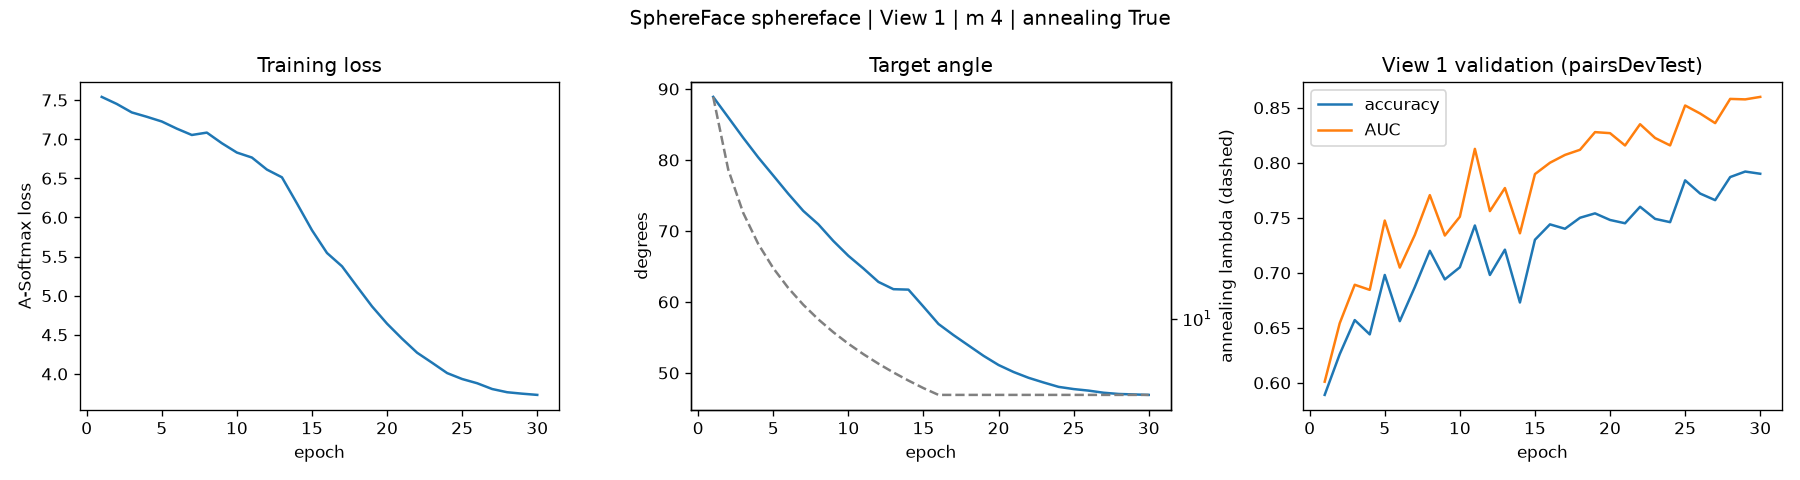 SphereFace sphereface | View 1 | m 4 | annealing True
Training loss
A-Softmax loss
7.5
7.0
6.5
6.0
5.5
5.0
4.5
4.0
0 5 10 15 20 25 30
epoch
Target angle
degrees
90
80
70
60
50
0 5 10 15 20 25 30
epoch
10¹
annealing lambda (dashed)
View 1 validation (pairsDevTest)
accuracy
AUC
0.85
0.80
0.75
0.70
0.65
0.60
0 5 10 15 20 25 30
epoch